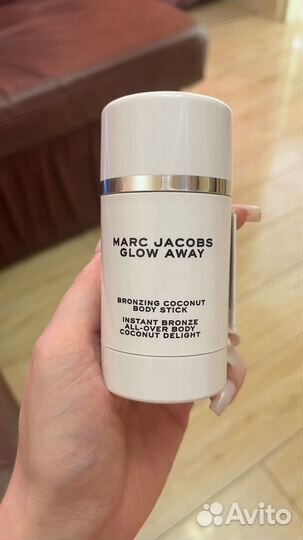 MARC JACOBS
GLOW AWAY
BRONZING COCONUT
BODY STICK
INSTANT BRONZE
ALL-OVER BODY
COCONUT DELIGHT
Avito